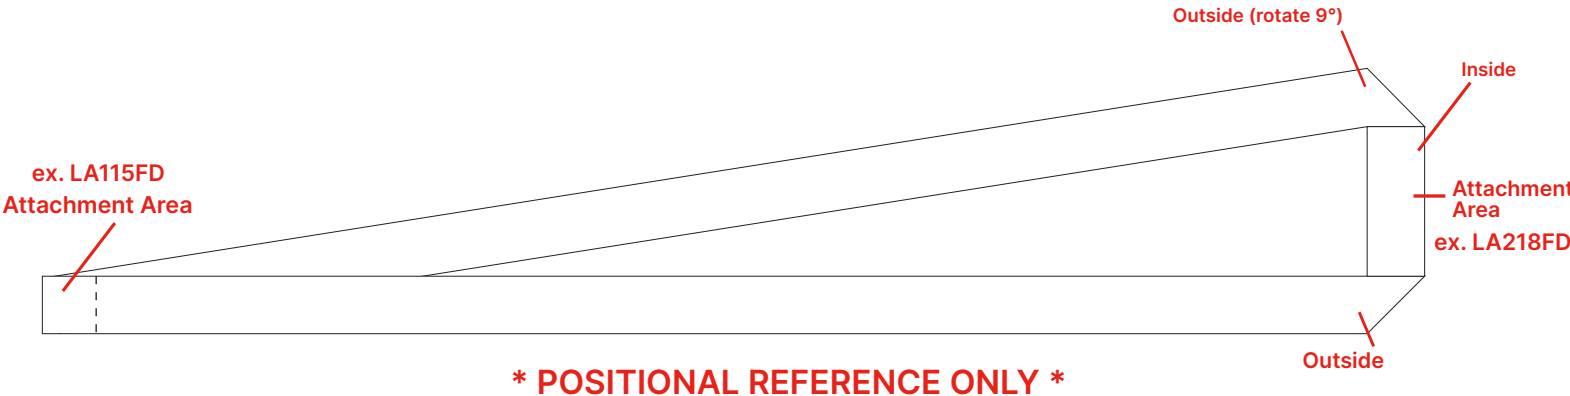 Outside (rotate 9°)
Inside
ex. LA115FD
Attachment Area
Attachment
Area
ex. LA218FD
Outside
* POSITIONAL REFERENCE ONLY *